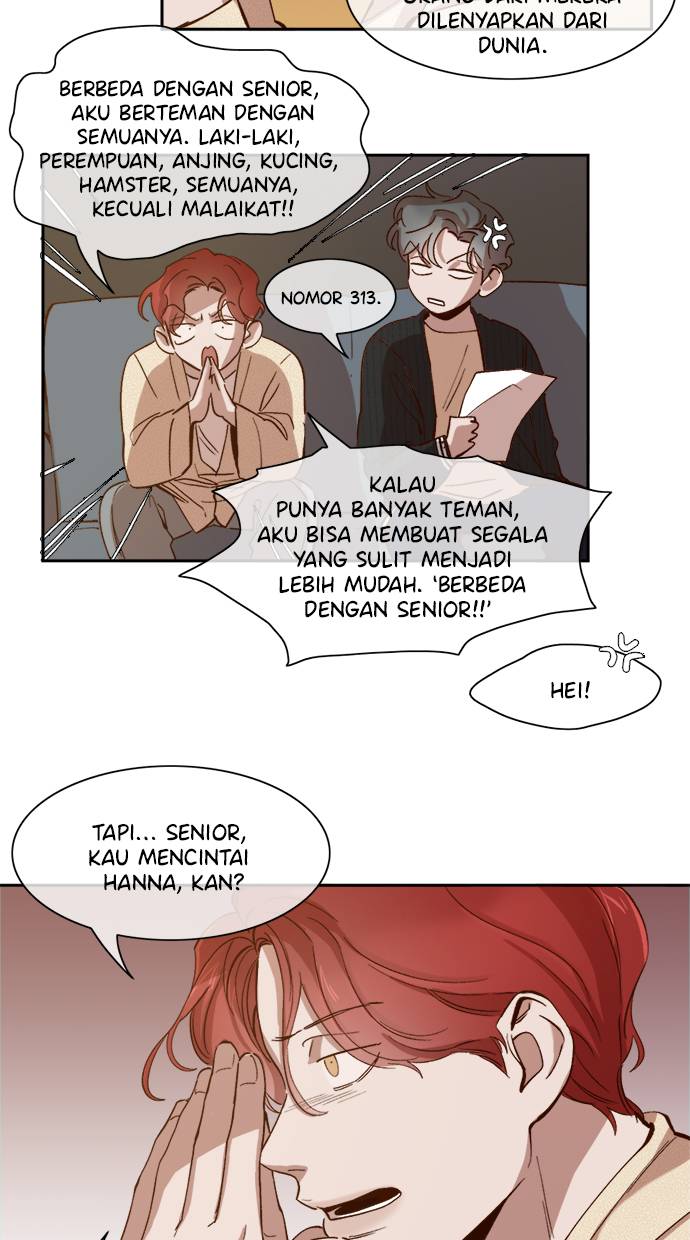 DILENYAPKAN DARI
DUNIA.
BERBEDA DENGAN SENIOR,
AKU BERTEMAN DENGAN
SEMUANYA. LAKI-LAKI,
PEREMPUAN, ANJING, KUCING,
HAMSTER, SEMUANYA,
KECUALI MALAIKAT!!
NOMOR 313.
KALAU
PUNYA BANYAK TEMAN,
AKU BISA MEMBUAT SEGALA
YANG SULIT MENJADI
LEBIH MUDAH. ‘BERBEDA
DENGAN SENIOR!!’
HEI!
TAPI... SENIOR,
KAU MENCINTAI
HANNA, KAN?